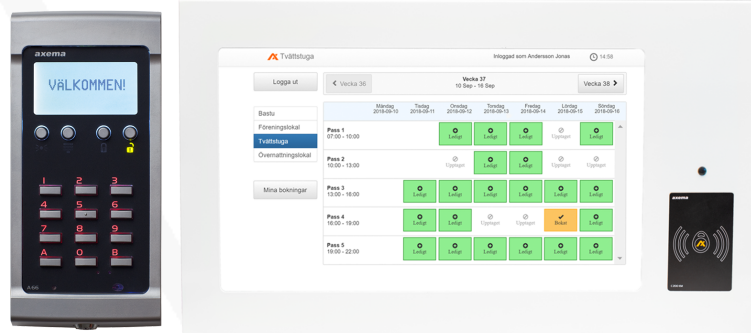 axema
VÄLKOMMEN!
1 2 3
4 5 6
7 8 9
A 0 B
Tvättstuga
Inloggad som Andersson Jonas
14:56
Logga ut
Vecka 36
Vecka 37
10 Sep - 16 Sep
Vecka 38
Bastu
Föreningslokal
Tvättstuga
Övernattningslokal
Mina bokningar
Måndag Tisdag Onsdag Torsdag Fredag Lördag Söndag
2018-09-10 2018-09-11 2018-09-12 2018-09-13 2018-09-14 2018-09-15 2018-09-16
Pass 1
07:00 - 10:00
Ledigt Ledigt Ledigt Upptaget Ledigt
Pass 2
10:00 - 13:00
Upptaget Ledigt Ledigt Upptaget Upptaget
Pass 3
13:00 - 16:00
Ledigt Ledigt Ledigt Ledigt Ledigt Ledigt
Pass 4
16:00 - 19:00
Ledigt Ledigt Upptaget Upptaget Bokat Ledigt
Pass 5
19:00 - 22:00
Ledigt Ledigt Ledigt Ledigt Ledigt Ledigt
axema